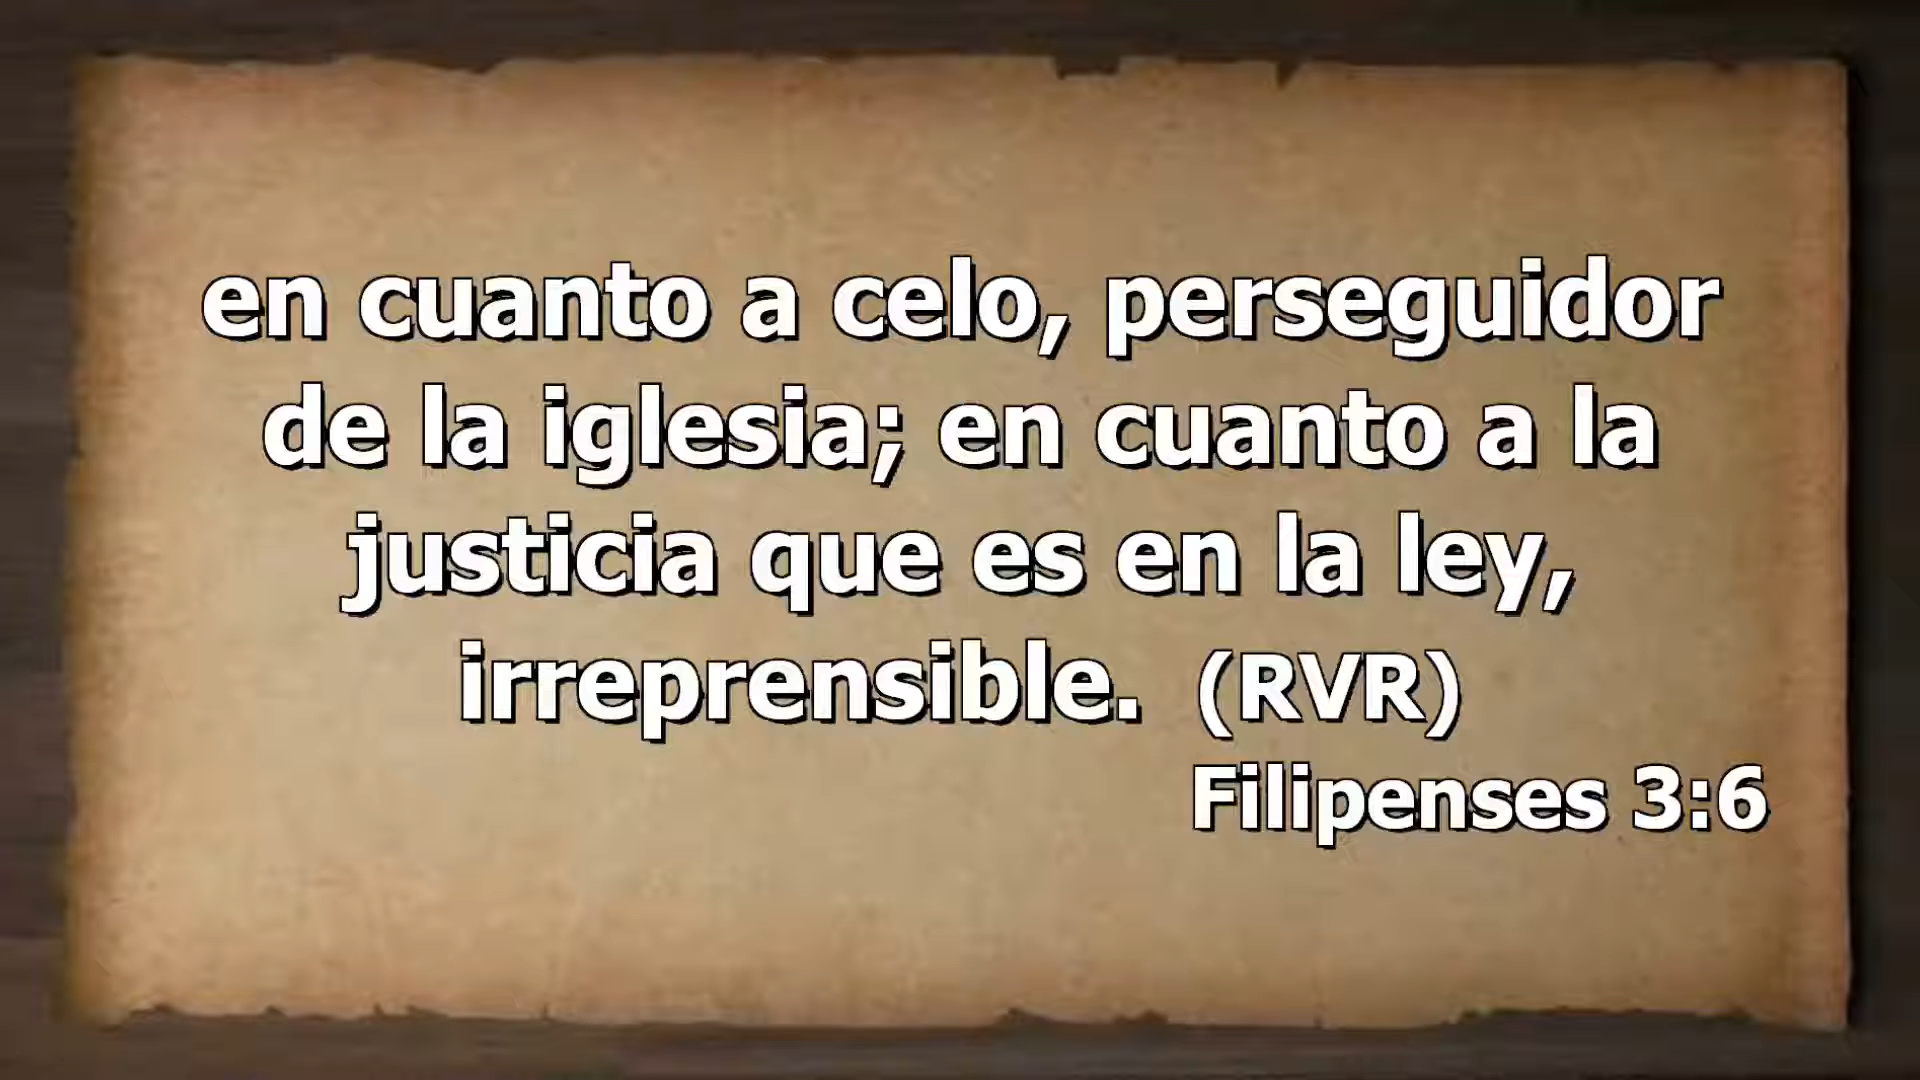 en cuanto a celo, perseguidor
de la iglesia; en cuanto a la
justicia que es en la ley,
irreprensible. (RVR)
Filipenses 3:6